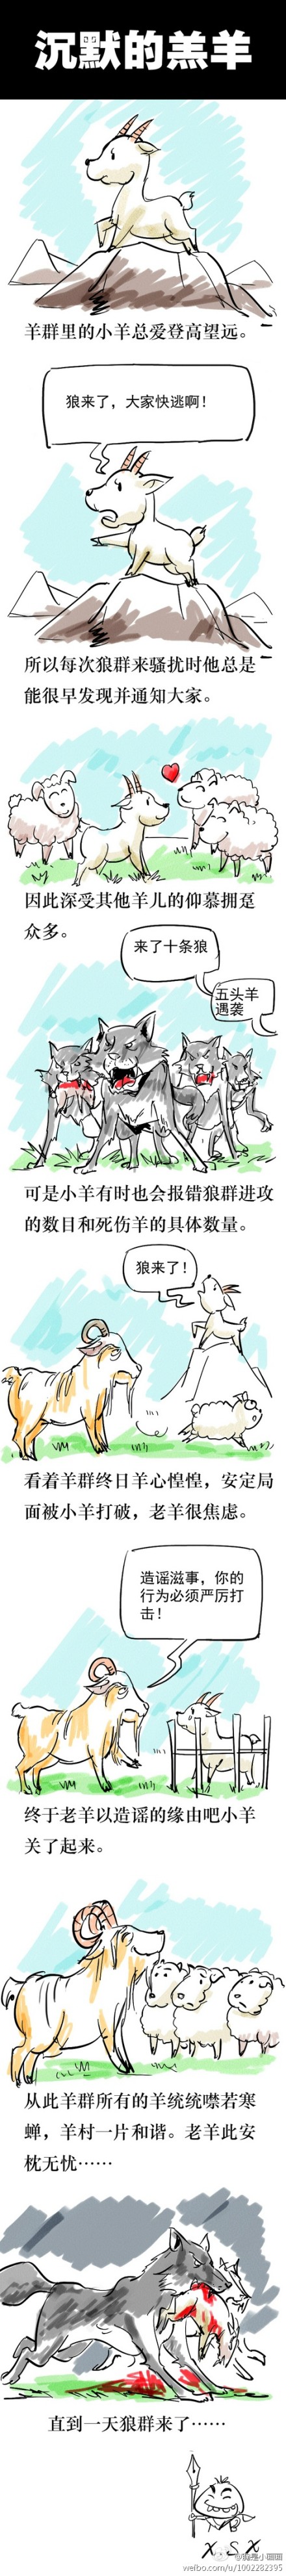 沉默的羔羊
羊群里的小羊总爱登高望远。
狼来了，大家快逃啊！
所以每次狼群来骚扰时他总是
能很早发现并通知大家。
因此深受其他羊儿的仰慕拥趸
众多。
来了十条狼
五头羊
遇袭
可是小羊有时也会报错狼群进攻
的数目和死伤羊的具体数量。
狼来了！
看着羊群终日羊心惶惶，安定局
面被小羊打破，老羊很焦虑。
造谣滋事，你的
行为必须严厉打
击！
终于老羊以造谣的缘由吧小羊
关了起来。
从此羊群所有的羊统统噤若寒
蝉，羊村一片和谐。老羊此安
枕无忧……
直到一天狼群来了……
XSX
weibo.com/u/1002282395